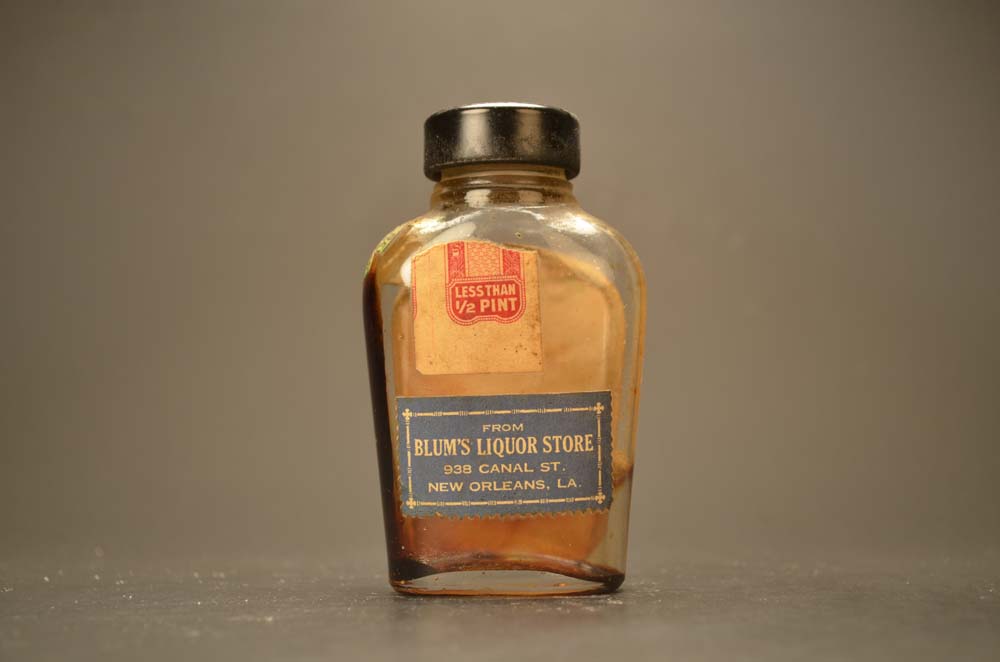 LESS THAN
1/2 PINT
FROM
BLUM'S LIQUOR STORE
938 CANAL ST.
NEW ORLEANS, LA.